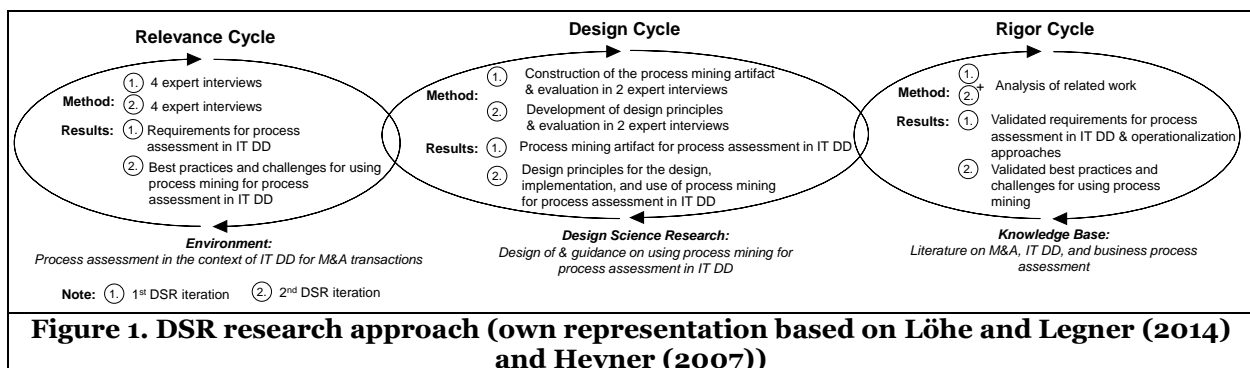 Relevance Cycle
Method:
1. 4 expert interviews
2. 4 expert interviews
Results:
1. Requirements for process
assessment in IT DD
2. Best practices and challenges for using
process mining for process
assessment in IT DD
Environment:
Process assessment in the context of IT DD for M&A transactions
Design Cycle
Method:
1. Construction of the process mining artifact
& evaluation in 2 expert interviews
2. Development of design principles
& evaluation in 2 expert interviews
Results:
1. Process mining artifact for process assessment in IT DD
2. Design principles for the design,
implementation, and use of process mining
for process assessment in IT DD
Design Science Research:
Design of & guidance on using process mining for
process assessment in IT DD
Rigor Cycle
Method:
1. + 2. Analysis of related work
Results:
1. Validated requirements for process
assessment in IT DD & operationalization
approaches
2. Validated best practices and
challenges for using process
mining
Knowledge Base:
Literature on M&A, IT DD, and business process
assessment
Note: 1. 1st DSR iteration 2. 2nd DSR iteration
Figure 1. DSR research approach (own representation based on Löhe and Legner (2014)
and Hevner (2007))